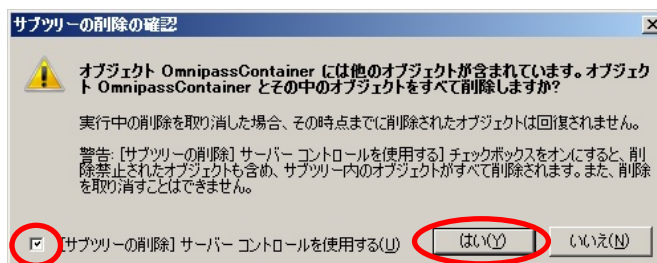 サブツリーの削除の確認
オブジェクト OmnipassContainer には他のオブジェクトが含まれています。オブジェク
ト OmnipassContainer とその中のオブジェクトをすべて削除しますか?
実行中の削除を取り消した場合、その時点までに削除されたオブジェクトは回復されません。
警告: [サブツリーの削除] サーバー コントロールを使用する] チェックボックスをオンにすると、削
除禁止されたオブジェクトも含め、サブツリー内のオブジェクトがすべて削除されます。また、削除
を取り消すことはできません。
[サブツリーの削除] サーバー コントロールを使用する(U)
はい(Y)
いいえ(N)